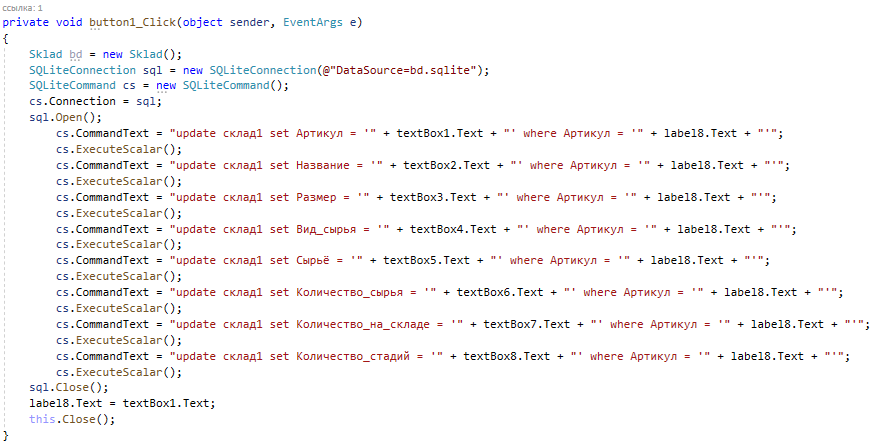 ссылка: 1
private void button1_Click(object sender, EventArgs e)
{
Sklad bd = new Sklad();
SQLiteConnection sql = new SQLiteConnection(@"DataSource=bd.sqlite");
SQLiteCommand cs = new SQLiteCommand();
cs.Connection = sql;
sql.Open();
cs.CommandText = "update склад1 set Артикул = '" + textBox1.Text + "' where Артикул = '" + label8.Text + "'";
cs.ExecuteScalar();
cs.CommandText = "update склад1 set Название = '" + textBox2.Text + "' where Артикул = '" + label8.Text + "'";
cs.ExecuteScalar();
cs.CommandText = "update склад1 set Размер = '" + textBox3.Text + "' where Артикул = '" + label8.Text + "'";
cs.ExecuteScalar();
cs.CommandText = "update склад1 set Вид_сырья = '" + textBox4.Text + "' where Артикул = '" + label8.Text + "'";
cs.ExecuteScalar();
cs.CommandText = "update склад1 set Сырьё = '" + textBox5.Text + "' where Артикул = '" + label8.Text + "'";
cs.ExecuteScalar();
cs.CommandText = "update склад1 set Количество_сырья = '" + textBox6.Text + "' where Артикул = '" + label8.Text + "'";
cs.ExecuteScalar();
cs.CommandText = "update склад1 set Количество_на_складе = '" + textBox7.Text + "' where Артикул = '" + label8.Text + "'";
cs.ExecuteScalar();
cs.CommandText = "update склад1 set Количество_стадий = '" + textBox8.Text + "' where Артикул = '" + label8.Text + "'";
cs.ExecuteScalar();
sql.Close();
label8.Text = textBox1.Text;
this.Close();
}